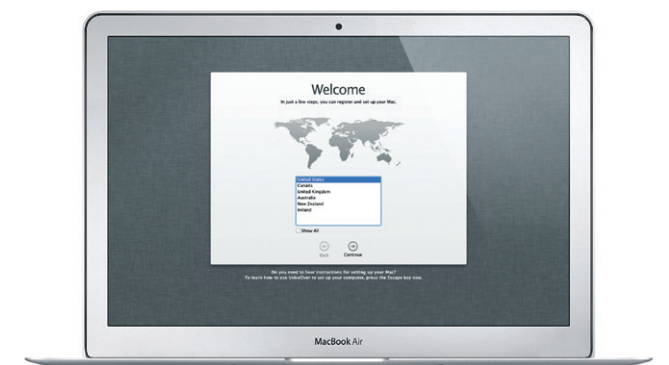 Welcome
In just a few steps, you can register and set up your Mac.
United States
Canada
United Kingdom
Australia
New Zealand
Ireland
Show All
Back
Continue
Do you need to hear instructions for setting up your Mac?
To learn how to use VoiceOver to set up your computer, press the Escape key now.
MacBook Air